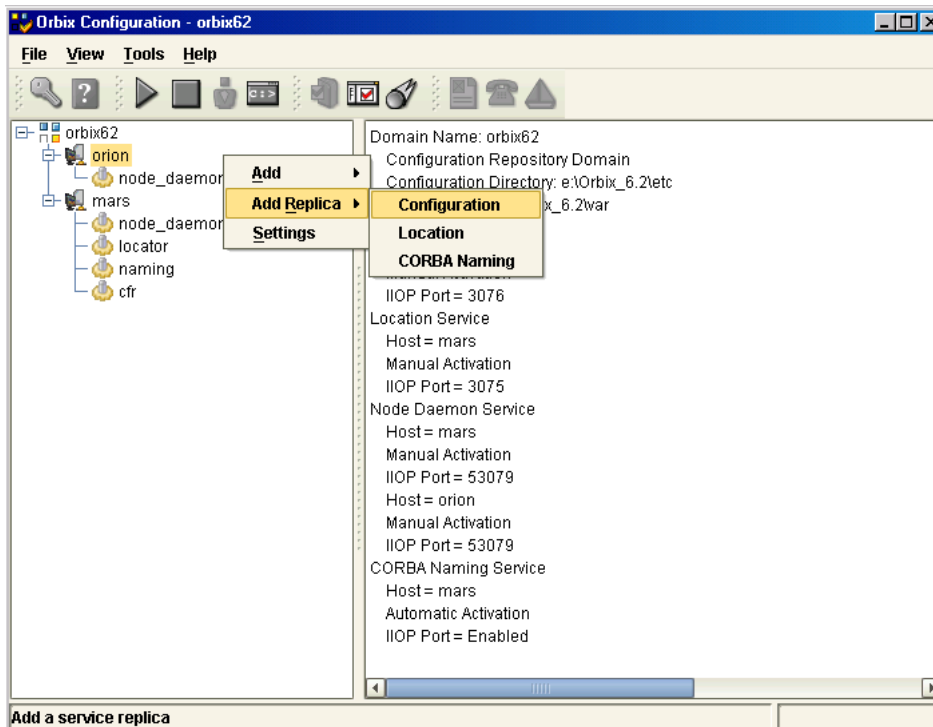 Orbix Configuration - orbix62
File View Tools Help
orbix62
orion
node_daemon
mars
node_daemon
locator
naming
cfr
Add
Add Replica
Settings
Configuration
Location
CORBA Naming
Domain Name: orbix62
Configuration Repository Domain
Configuration Directory: e:\Orbix_6.2\etc
x_6.2\var
Manual Activation
IIOP Port = 3076
Location Service
Host = mars
Manual Activation
IIOP Port = 3075
Node Daemon Service
Host = mars
Manual Activation
IIOP Port = 53079
Host = orion
Manual Activation
IIOP Port = 53079
CORBA Naming Service
Host = mars
Automatic Activation
IIOP Port = Enabled
Add a service replica